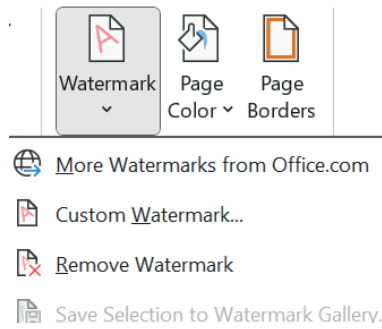 Watermark
Page
Color
Page
Borders
More Watermarks from Office.com
Custom Watermark...
Remove Watermark
Save Selection to Watermark Gallery.